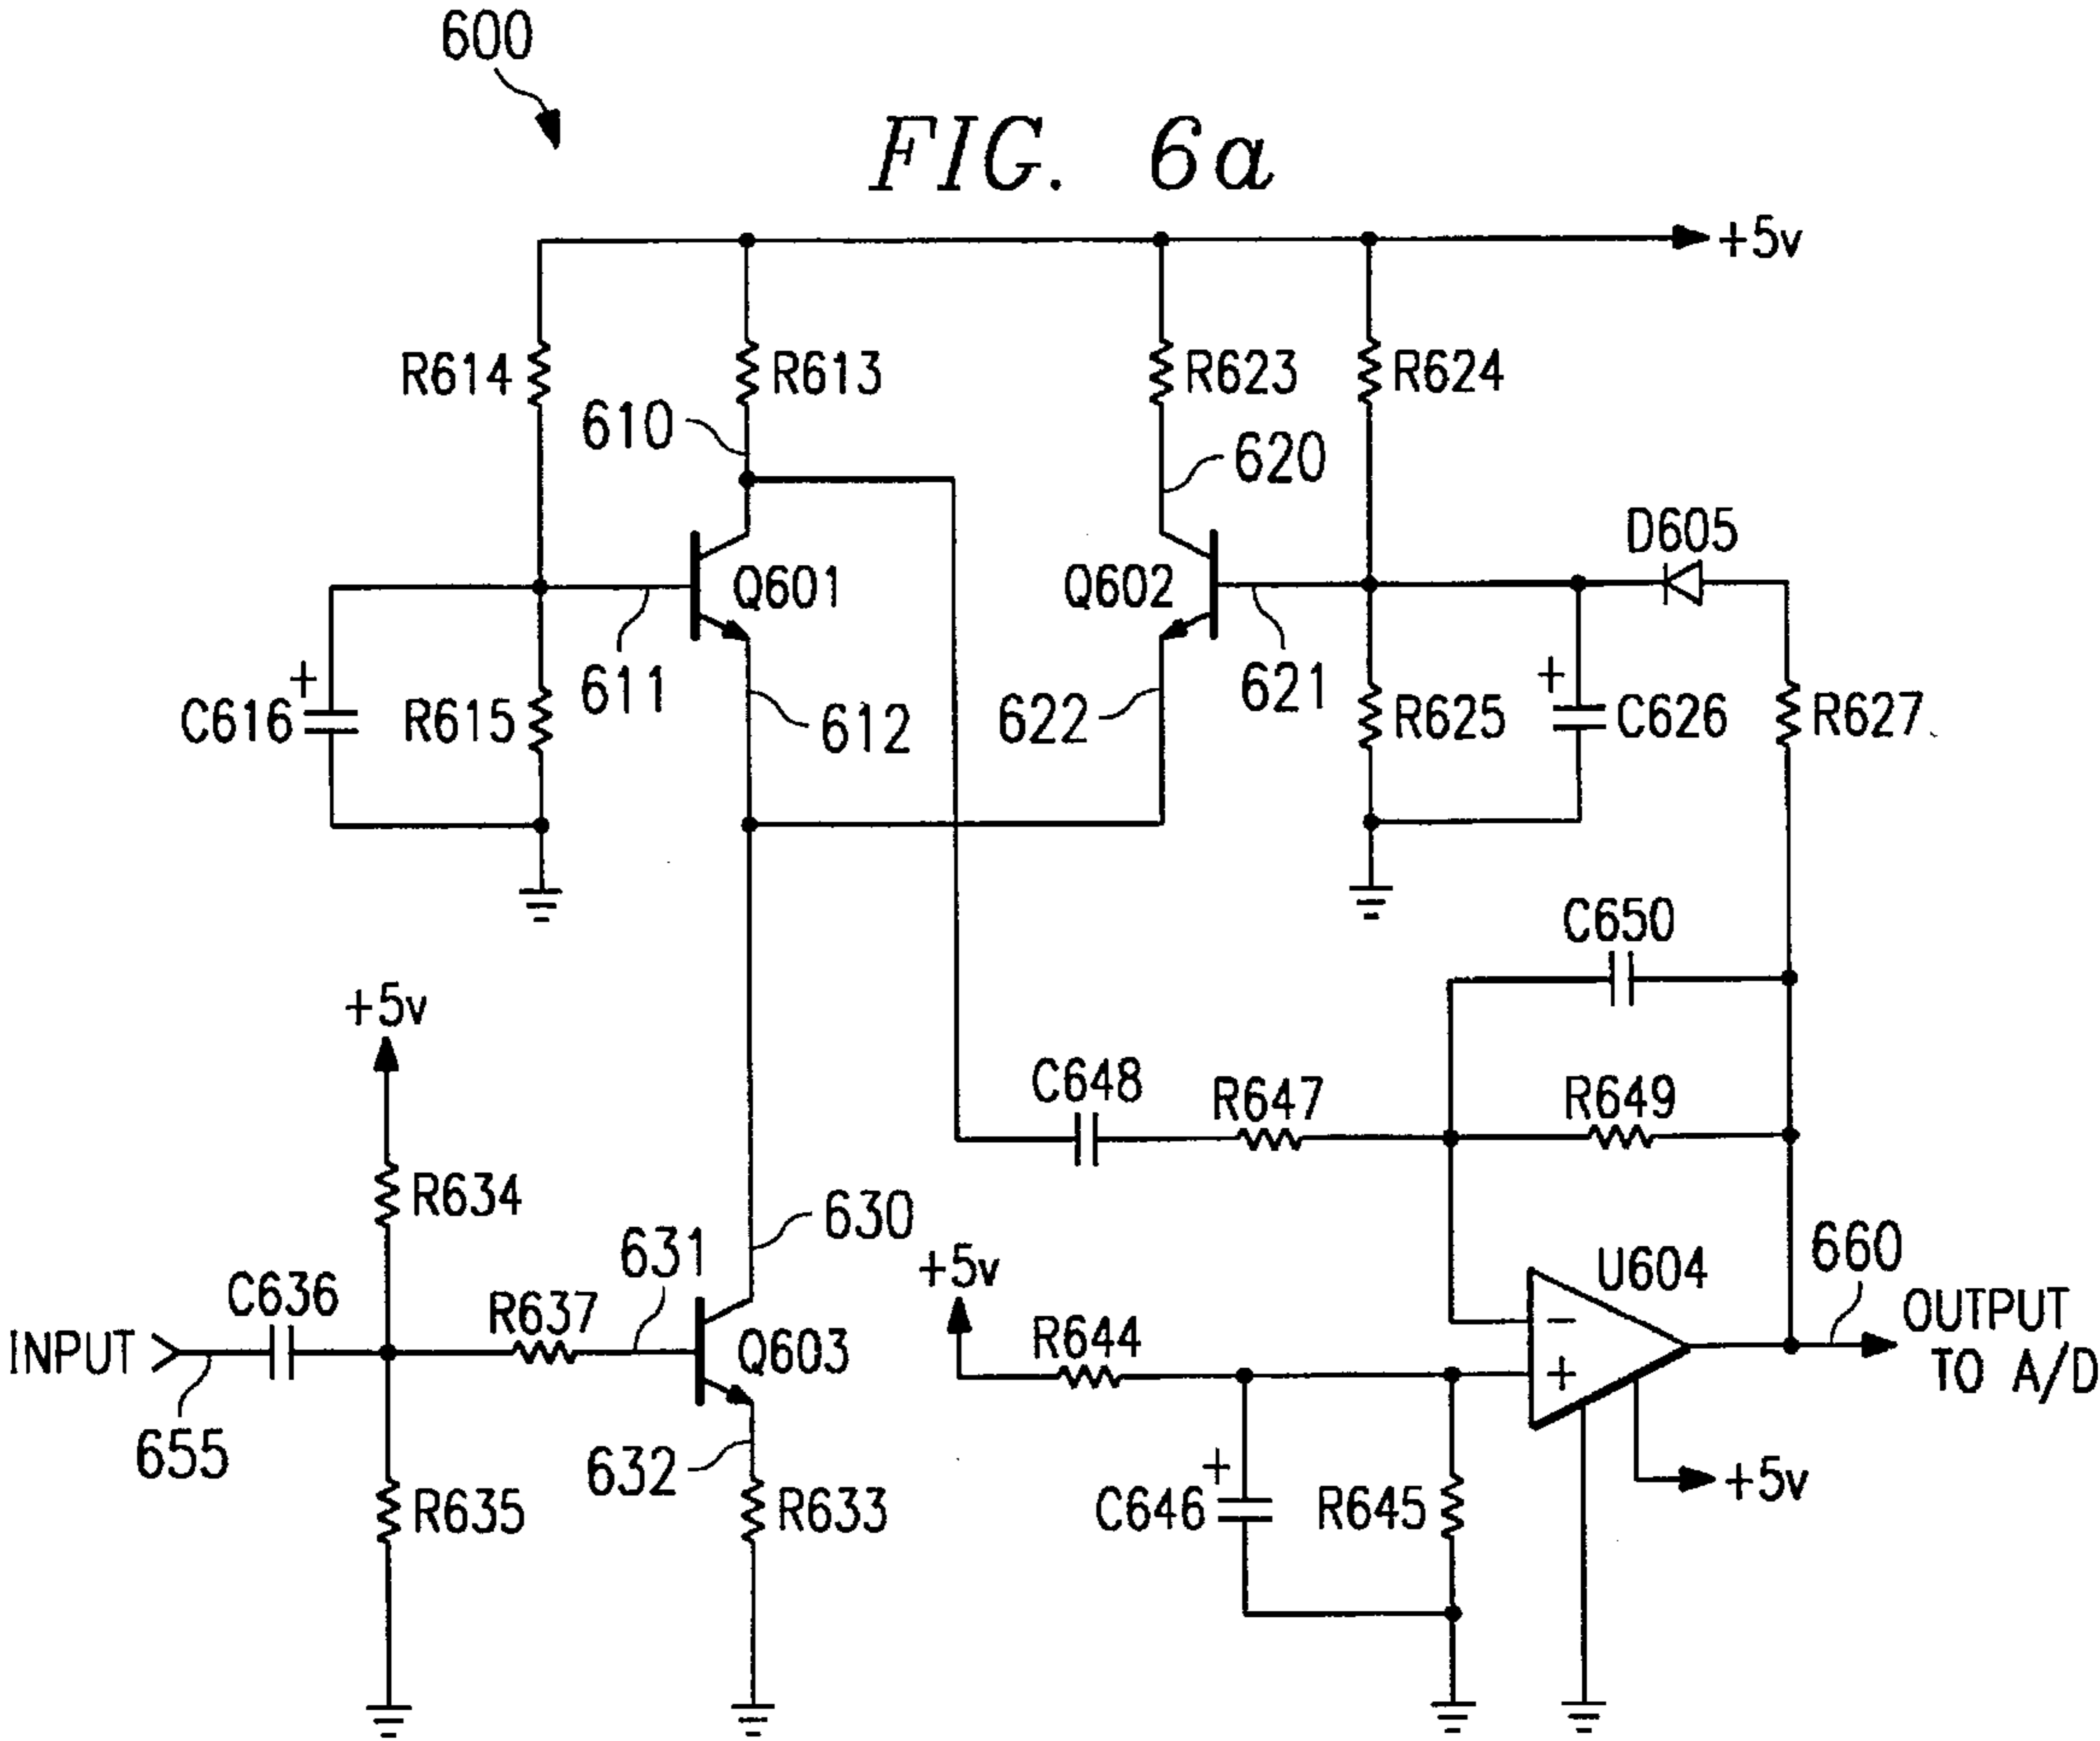 600
FIG. 6a
+5v
R614
R613
R623
R624
610
620
D605
Q601
Q602
611
621
+
C616
R615
612
622
R625
+
C626
R627
C650
+5v
C648
R647
R649
R634
630
631
+5v
U604
660
C636
R637
R644
OUTPUT
TO A/D
INPUT
Q603
−
+
655
632
+
+5v
R635
R633
C646
R645